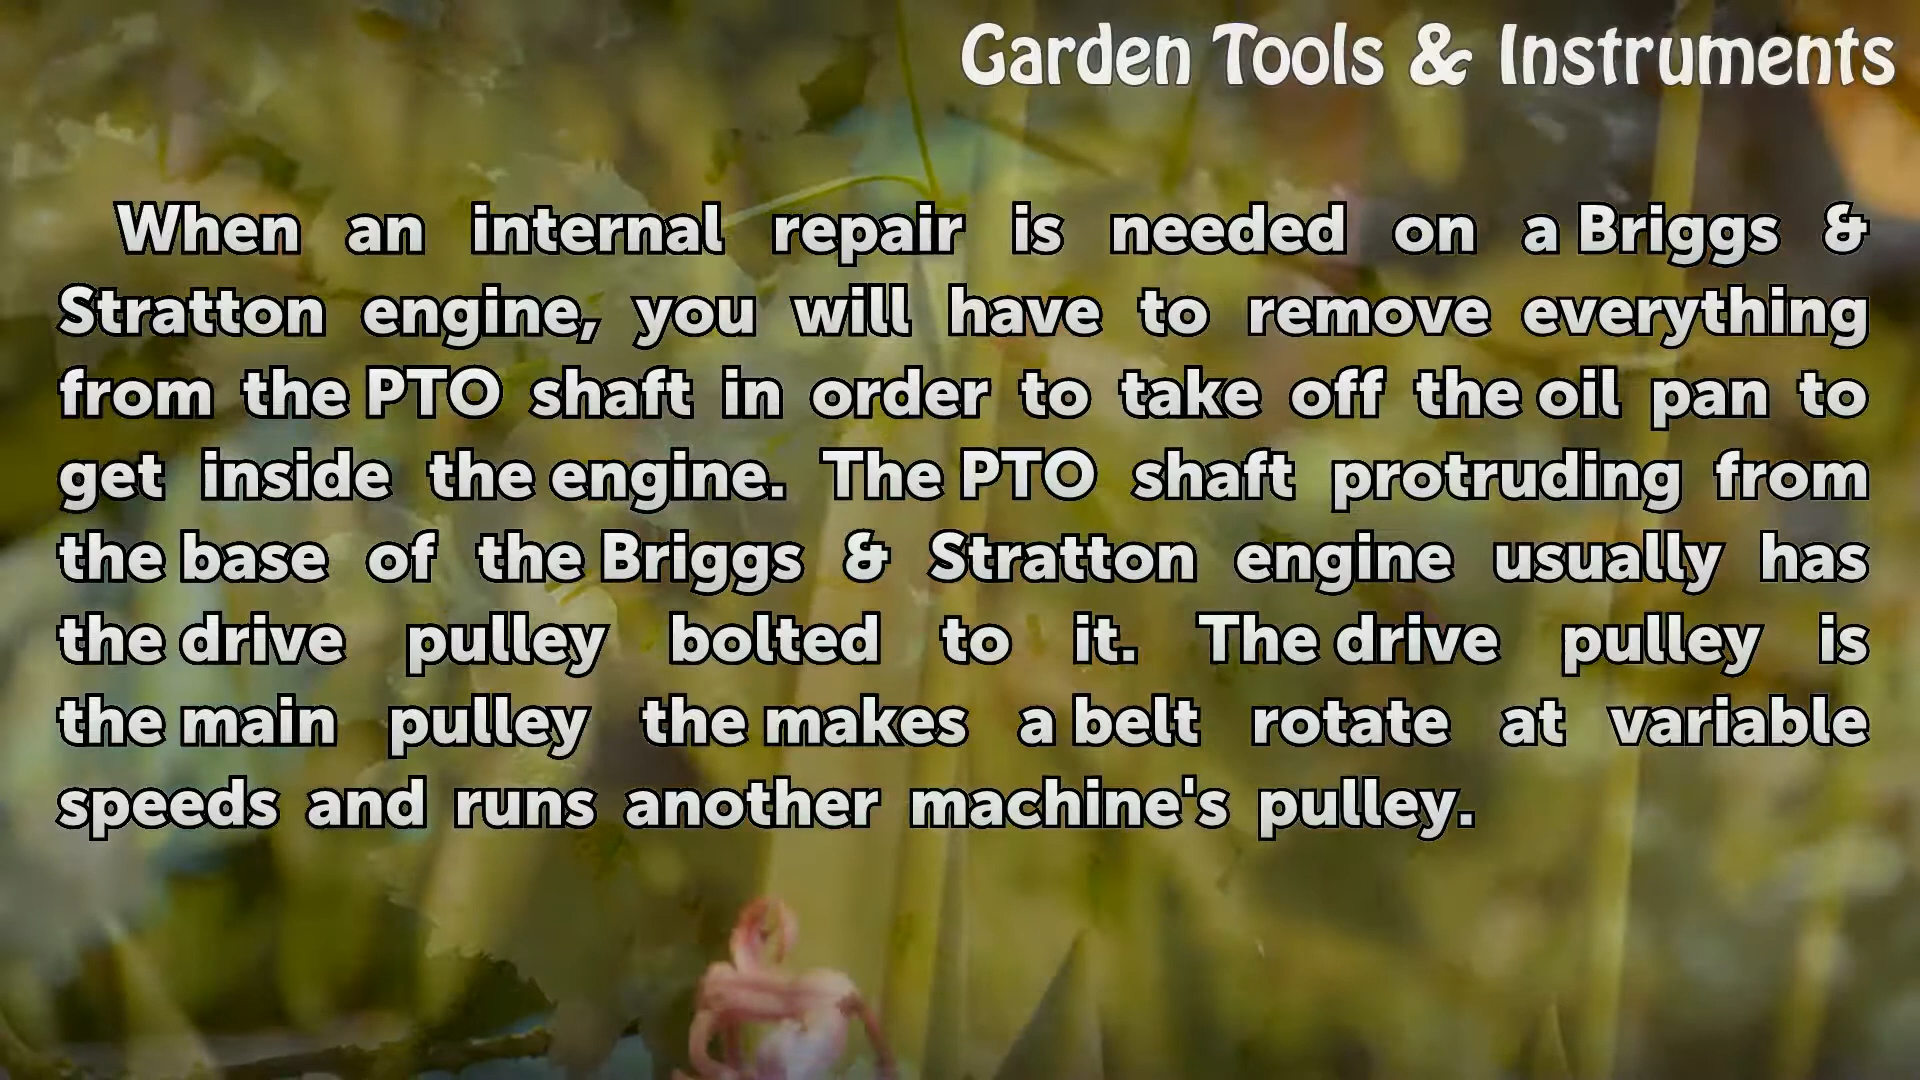 Garden Tools & Instruments
When an internal repair is needed on a Briggs &
Stratton engine, you will have to remove everything
from the PTO shaft in order to take off the oil pan to
get inside the engine. The PTO shaft protruding from
the base of the Briggs & Stratton engine usually has
the drive pulley bolted to it. The drive pulley is
the main pulley the makes a belt rotate at variable
speeds and runs another machine's pulley.